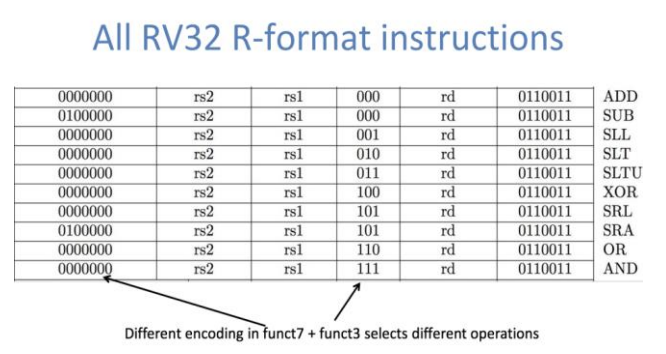 All RV32 R-format instructions
0000000 rs2 rs1 000 rd 0110011 ADD
0100000 rs2 rs1 000 rd 0110011 SUB
0000000 rs2 rs1 001 rd 0110011 SLL
0000000 rs2 rs1 010 rd 0110011 SLT
0000000 rs2 rs1 011 rd 0110011 SLTU
0000000 rs2 rs1 100 rd 0110011 XOR
0000000 rs2 rs1 101 rd 0110011 SRL
0100000 rs2 rs1 101 rd 0110011 SRA
0000000 rs2 rs1 110 rd 0110011 OR
0000000 rs2 rs1 111 rd 0110011 AND
Different encoding in funct7 + funct3 selects different operations